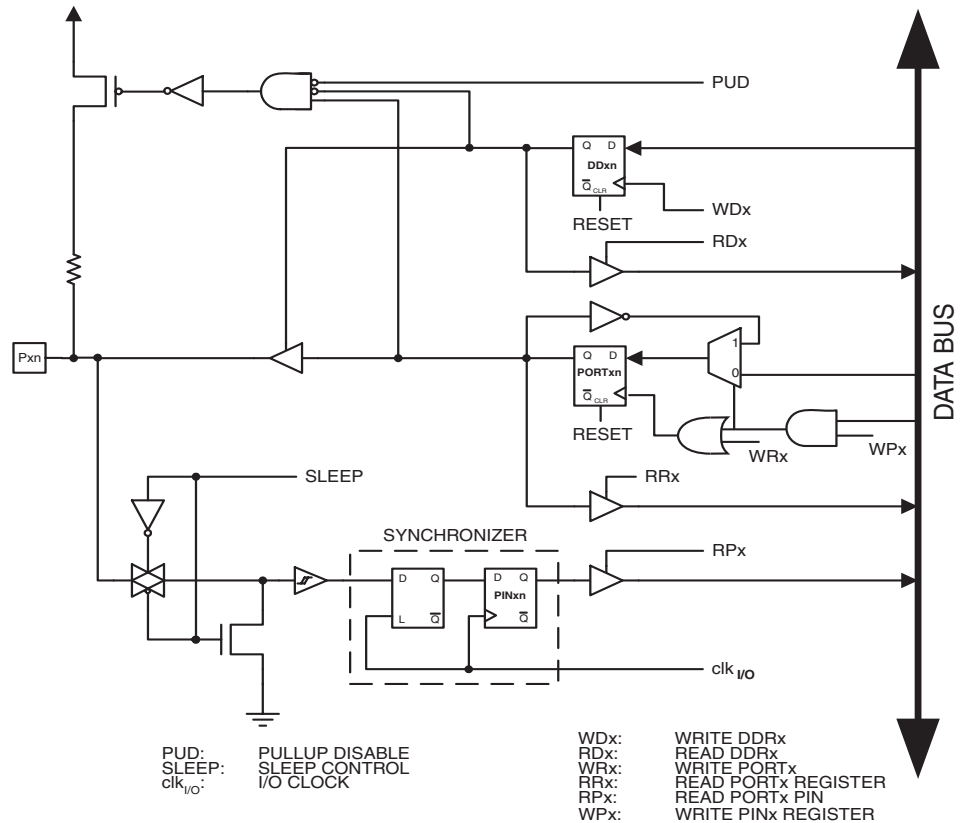 PUD
Q D
DDxn
Q CLR
WDx
RESET
RDx
Pxn
1
Q D
PORTxn
0
Q CLR
RESET
WRx
WPx
SLEEP
RRx
SYNCHRONIZER
RPx
D Q
D Q
PINxn
L Q
Q
clk I/O
DATA BUS
PUD: PULLUP DISABLE
SLEEP: SLEEP CONTROL
clkI/O: I/O CLOCK
WDx: WRITE DDRx
RDx: READ DDRx
WRx: WRITE PORTx
RRx: READ PORTx REGISTER
RPx: READ PORTx PIN
WPx: WRITE PINx REGISTER